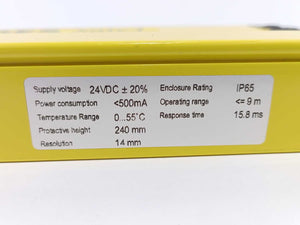 Supply voltage 24VDC ± 20% Enclosure Rating IP65
Power consumption <500mA Operating range <= 9 m
Temperature Range 0...55°C Response time 15.8 ms
Protective height 240 mm
Resolution 14 mm